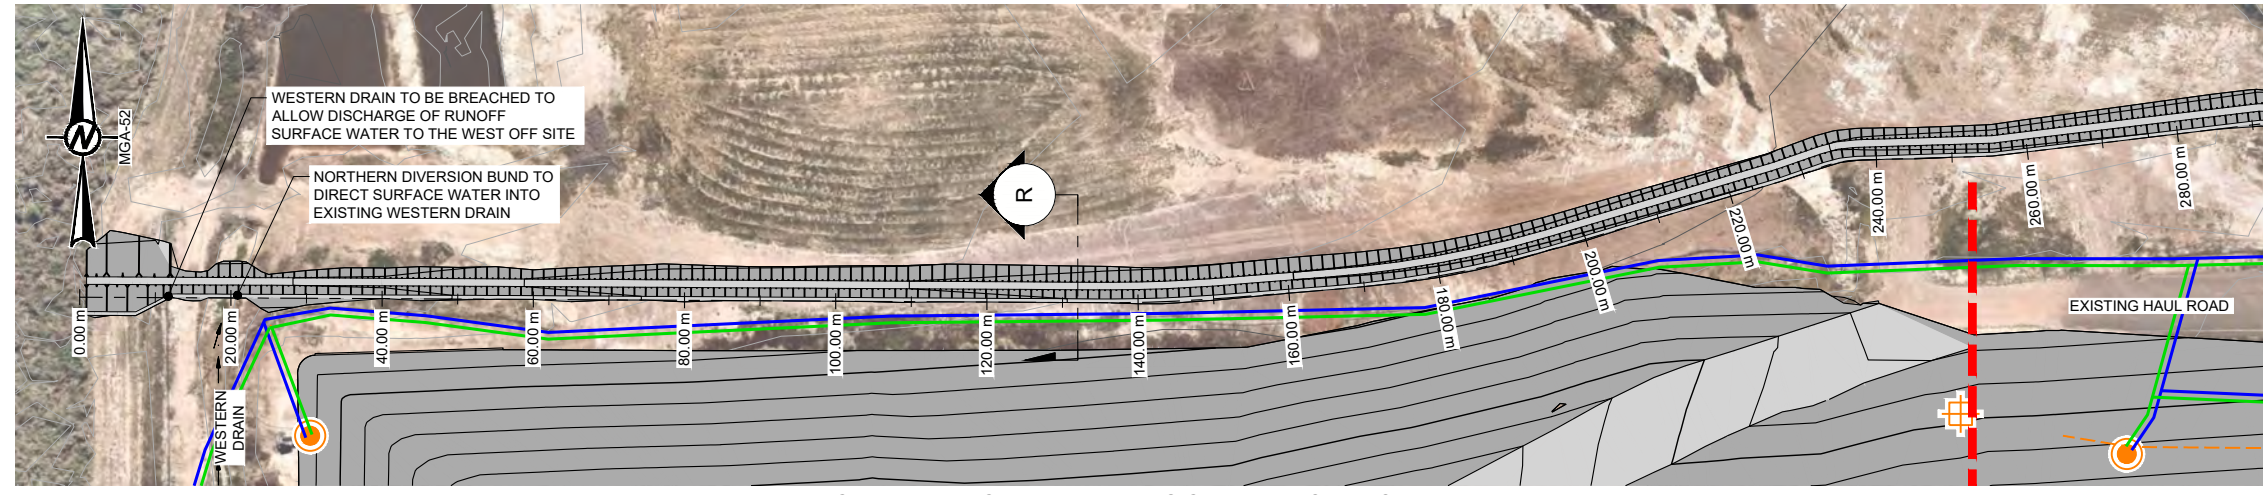 WESTERN DRAIN TO BE BREACHED TO
ALLOW DISCHARGE OF RUNOFF
SURFACE WATER TO THE WEST OFF SITE
NORTHERN DIVERSION BUND TO
DIRECT SURFACE WATER INTO
EXISTING WESTERN DRAIN
N
MGA-52
R
0.00 m
20.00 m
40.00 m
60.00 m
80.00 m
100.00 m
120.00 m
140.00 m
160.00 m
180.00 m
200.00 m
220.00 m
240.00 m
260.00 m
280.00 m
EXISTING HAUL ROAD
WESTERN
DRAIN